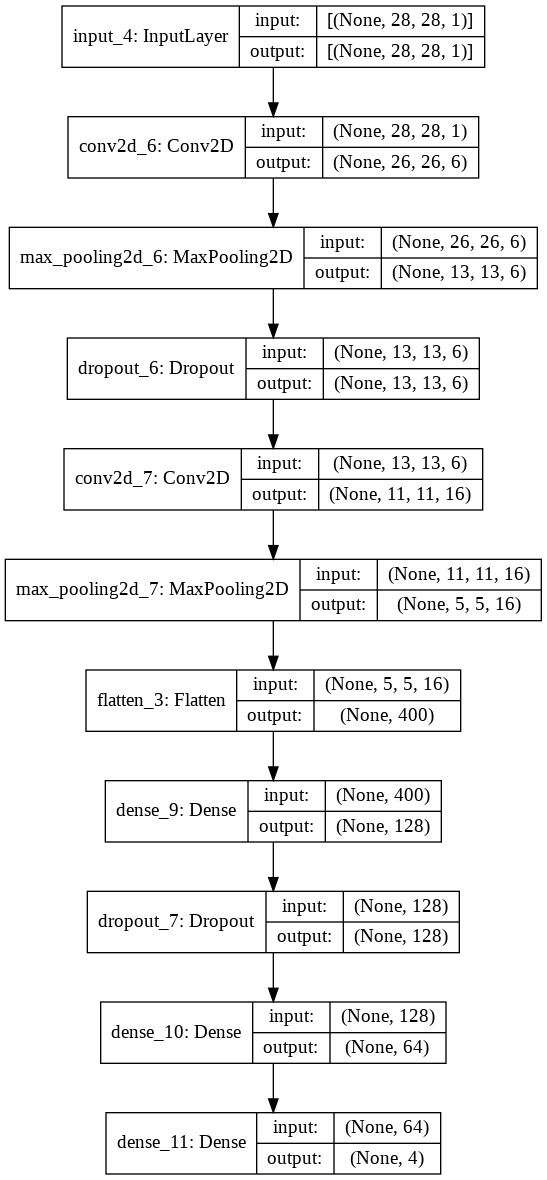 input_4: InputLayer
input:
[(None, 28, 28, 1)]
output:
[(None, 28, 28, 1)]
conv2d_6: Conv2D
input:
(None, 28, 28, 1)
output:
(None, 26, 26, 6)
max_pooling2d_6: MaxPooling2D
input:
(None, 26, 26, 6)
output:
(None, 13, 13, 6)
dropout_6: Dropout
input:
(None, 13, 13, 6)
output:
(None, 13, 13, 6)
conv2d_7: Conv2D
input:
(None, 13, 13, 6)
output:
(None, 11, 11, 16)
max_pooling2d_7: MaxPooling2D
input:
(None, 11, 11, 16)
output:
(None, 5, 5, 16)
flatten_3: Flatten
input:
(None, 5, 5, 16)
output:
(None, 400)
dense_9: Dense
input:
(None, 400)
output:
(None, 128)
dropout_7: Dropout
input:
(None, 128)
output:
(None, 128)
dense_10: Dense
input:
(None, 128)
output:
(None, 64)
dense_11: Dense
input:
(None, 64)
output:
(None, 4)